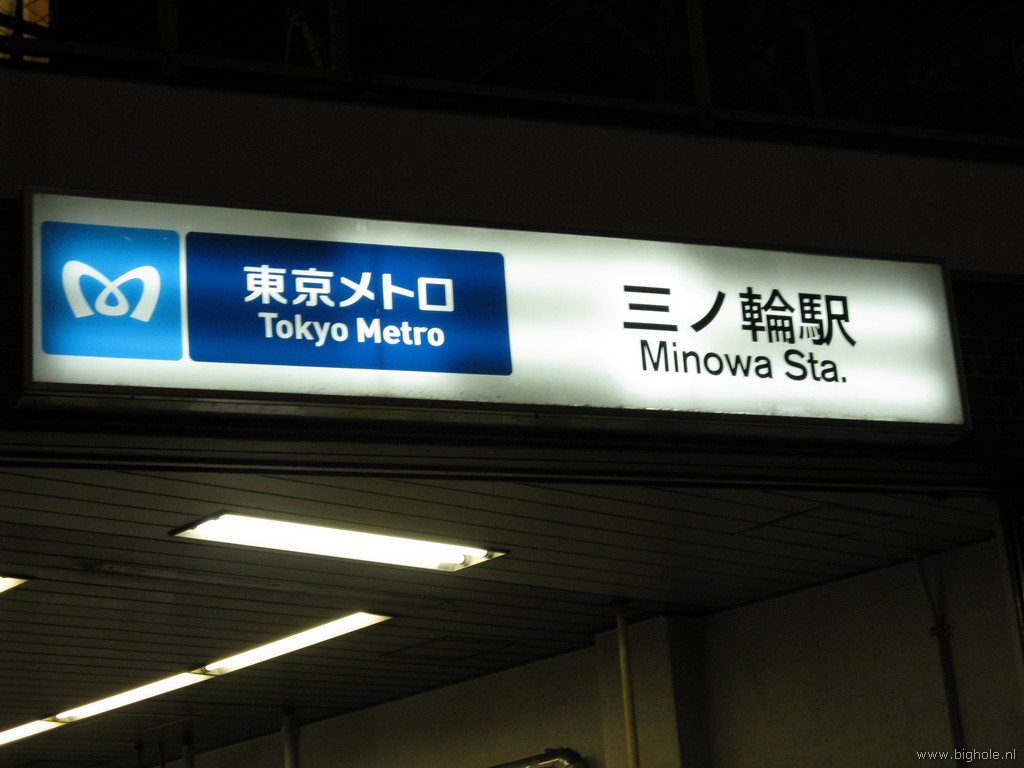 東京メトロ
Tokyo Metro
三ノ輪駅
Minowa Sta.
www.bighole.nl